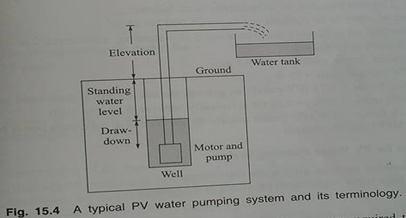 Elevation
Water tank
Ground
Standing
water
level
Draw-
down
Motor and
pump
Well
Fig. 15.4 A typical PV water pumping system and its terminology.